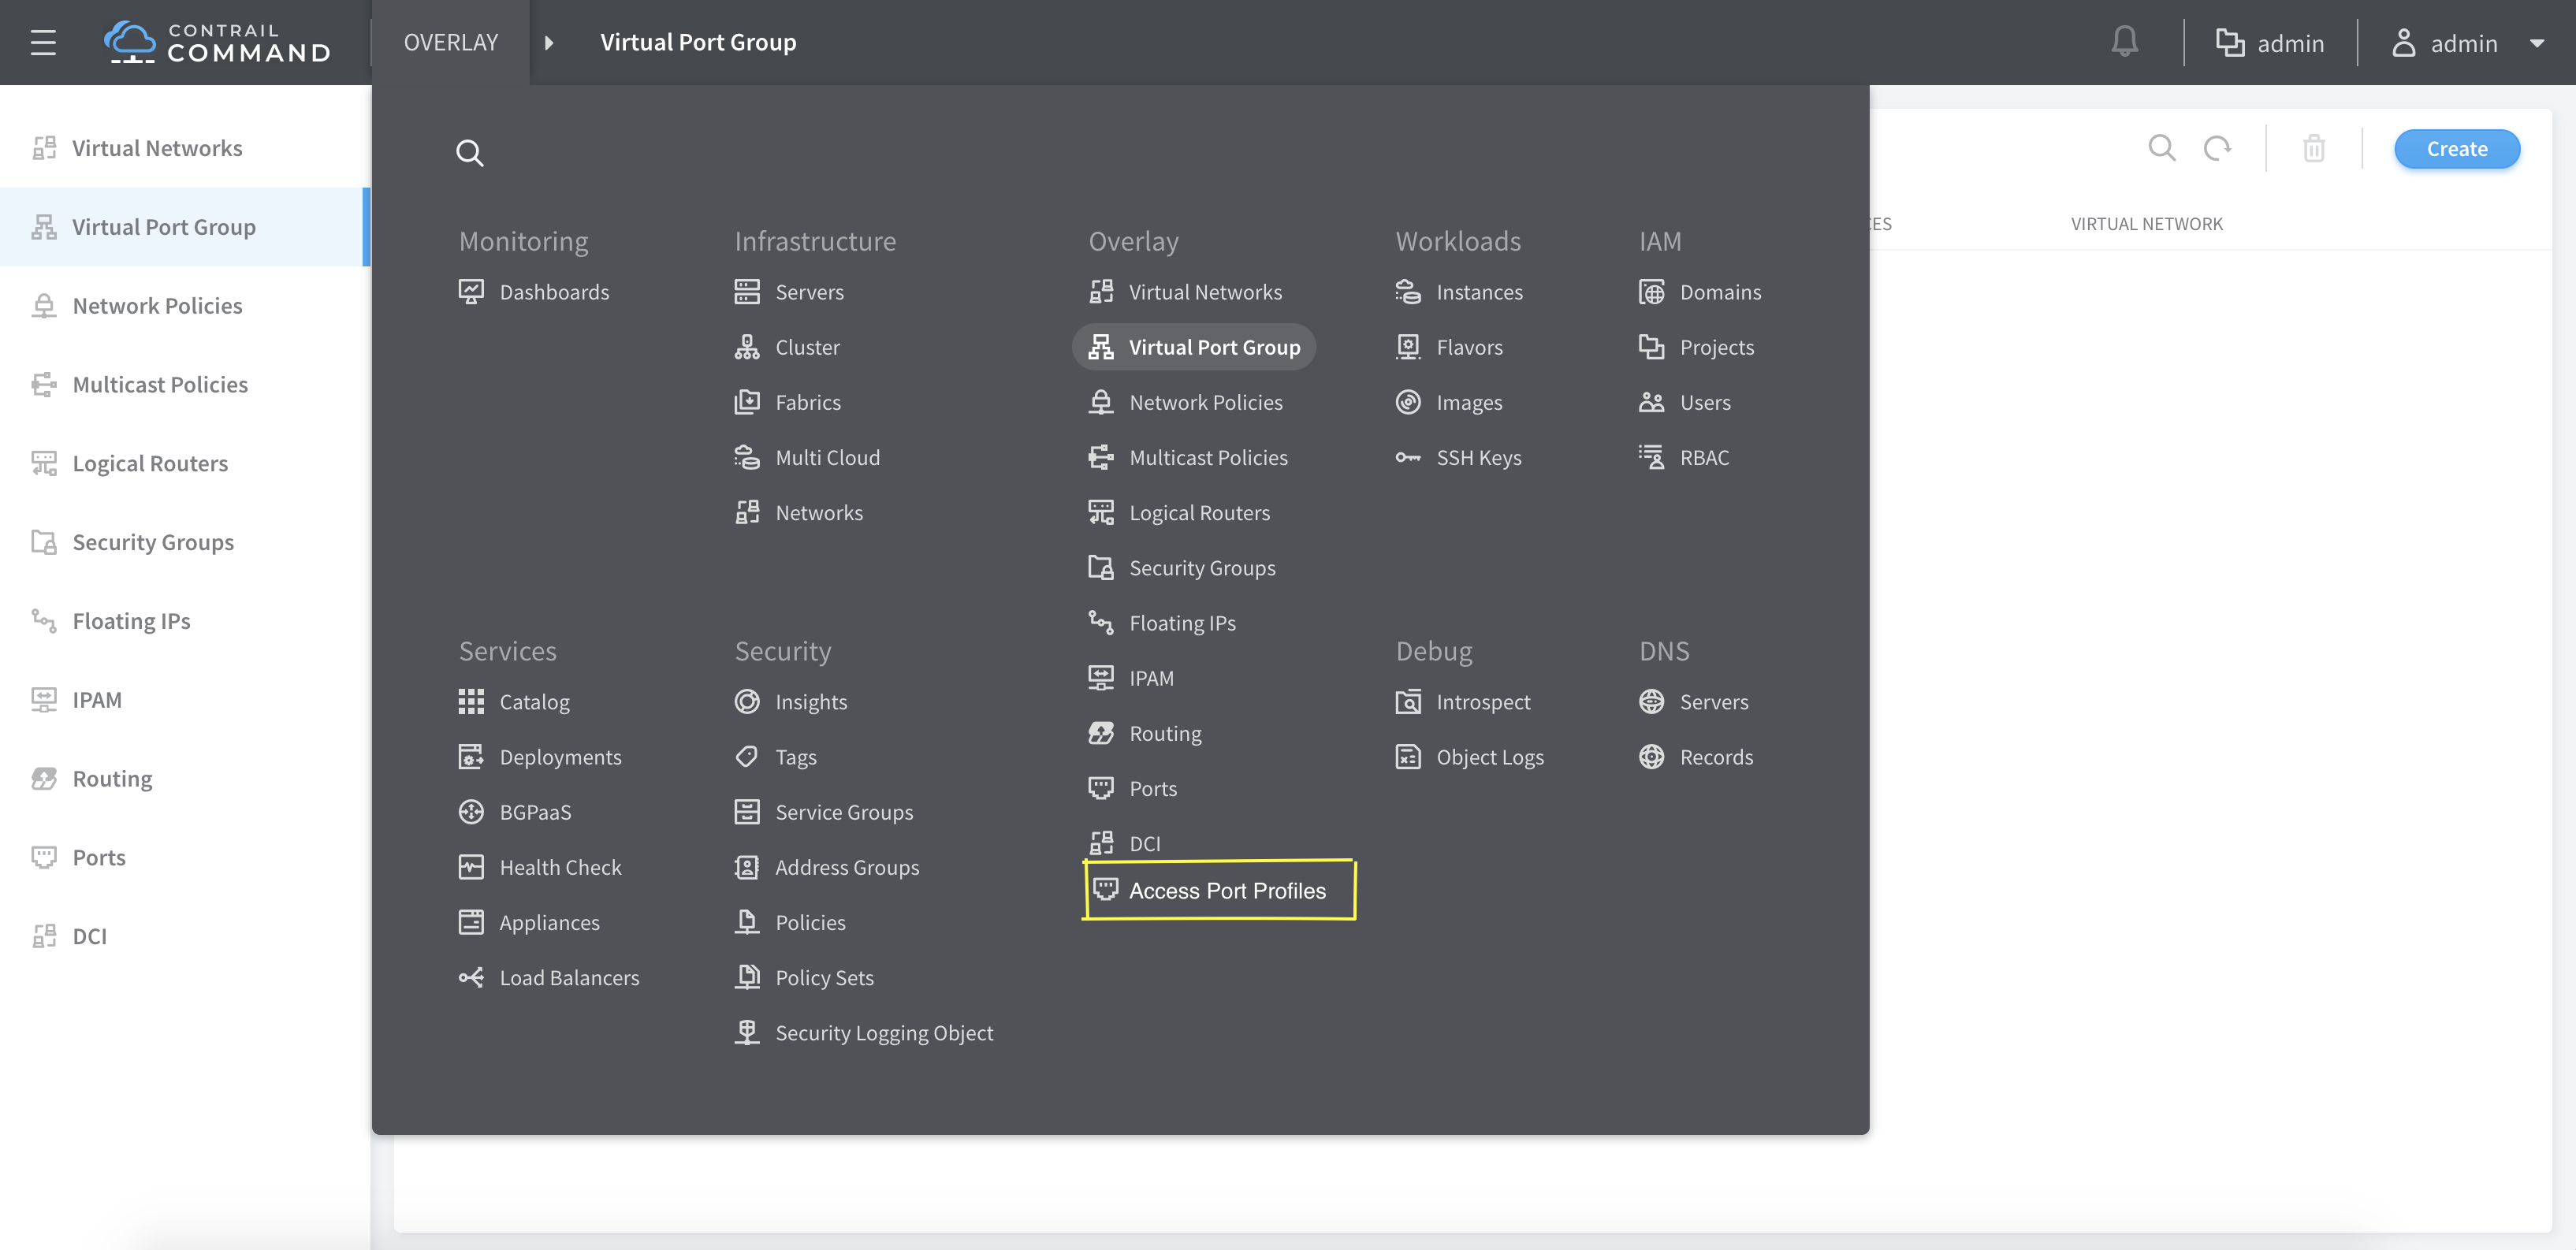 CONTRAIL
COMMAND
OVERLAY
Virtual Port Group
admin
admin
Virtual Networks
Virtual Port Group
Network Policies
Multicast Policies
Logical Routers
Security Groups
Floating IPs
IPAM
Routing
Ports
DCI
Monitoring
Dashboards
Infrastructure
Servers
Cluster
Fabrics
Multi Cloud
Networks
Overlay
Virtual Networks
Virtual Port Group
Network Policies
Multicast Policies
Logical Routers
Security Groups
Floating IPs
IPAM
Routing
Ports
DCI
Access Port Profiles
Workloads
Instances
Flavors
Images
SSH Keys
IAM
Domains
Projects
Users
RBAC
Services
Catalog
Deployments
BGPaaS
Health Check
Appliances
Load Balancers
Security
Insights
Tags
Service Groups
Address Groups
Policies
Policy Sets
Security Logging Object
Debug
Introspect
Object Logs
DNS
Servers
Records
Create
VIRTUAL NETWORK